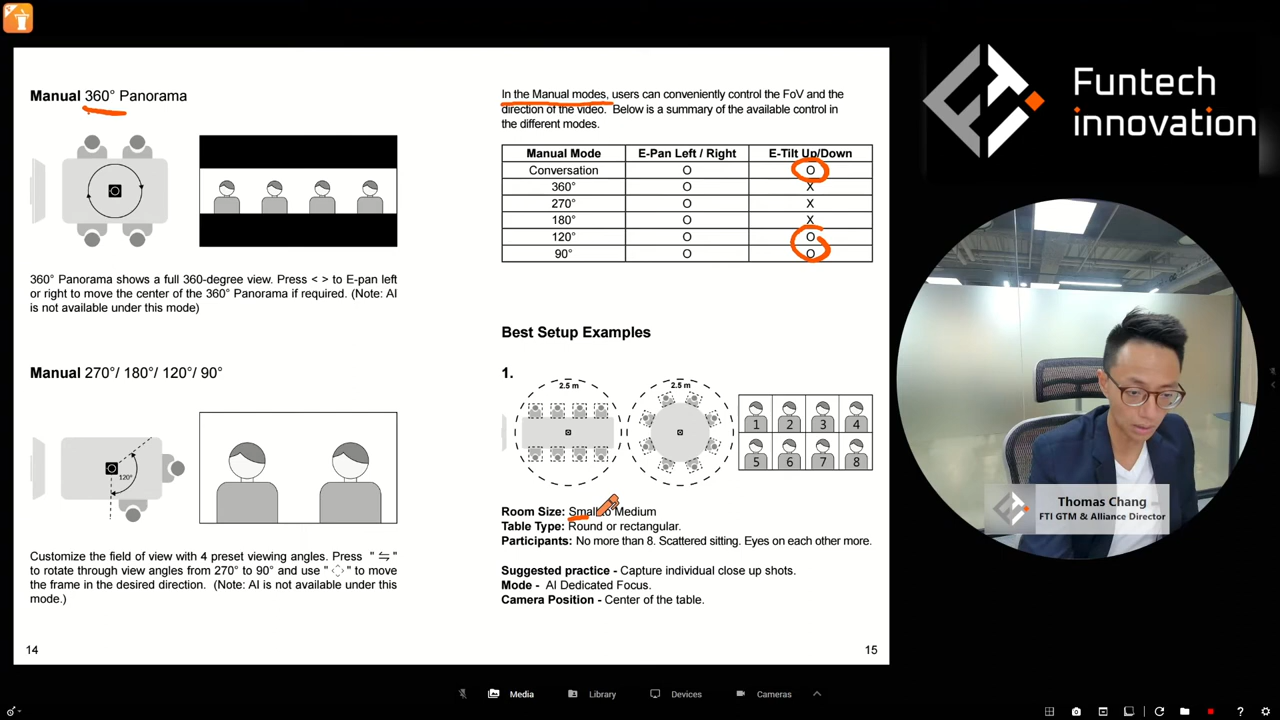 Manual 360° Panorama
360° Panorama shows a full 360-degree view. Press < > to E-pan left
or right to move the center of the 360° Panorama if required. (Note: AI
is not available under this mode)
Manual 270°/ 180°/ 120°/ 90°
120°
Customize the field of view with 4 preset viewing angles. Press " ⇋ "
to rotate through view angles from 270° to 90° and use " " to move
the frame in the desired direction. (Note: AI is not available under this
mode.)
14
In the Manual modes, users can conveniently control the FoV and the
direction of the video. Below is a summary of the available control in
the different modes.
Manual Mode E-Pan Left / Right E-Tilt Up/Down
Conversation O O
360° O X
270° O X
180° O X
120° O O
90° O O
Best Setup Examples
1.
2.5 m 2.5 m
1 2 3 4
5 6 7 8
Room Size: Small to Medium
Table Type: Round or rectangular.
Participants: No more than 8. Scattered sitting. Eyes on each other more.
Suggested practice - Capture individual close up shots.
Mode - AI Dedicated Focus.
Camera Position - Center of the table.
15
Funtech
innovation
Thomas Chang
FTI GTM & Alliance Director
Media Library Devices Cameras